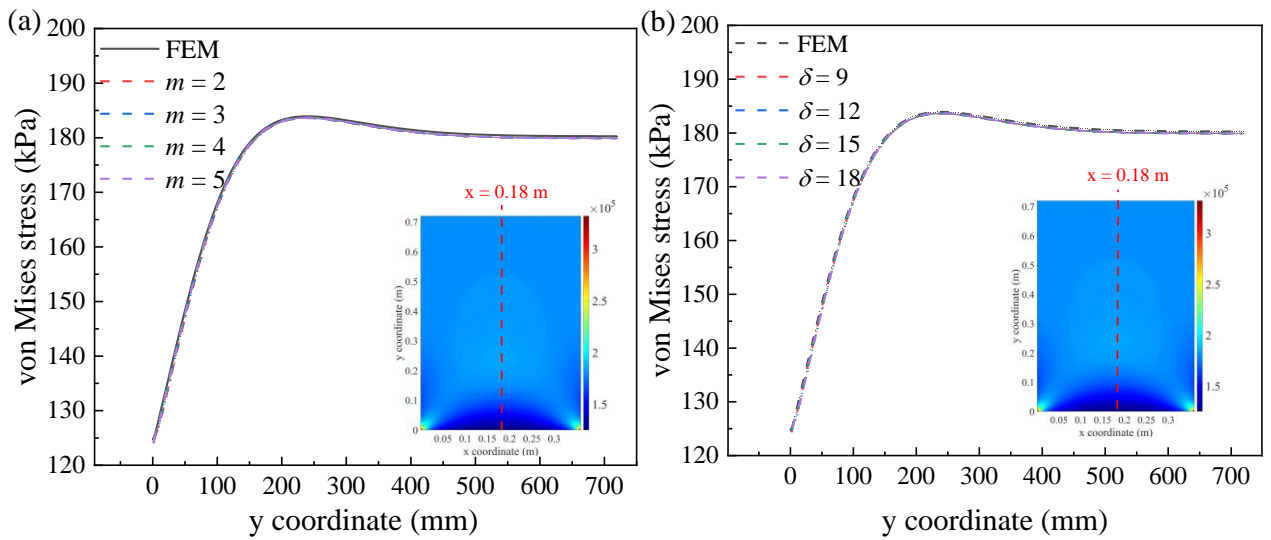 (a)
200
190
180
170
160
150
140
130
120
von Mises stress (kPa)
FEM
m = 2
m = 3
m = 4
m = 5
x = 0.18 m
×10⁵
0.7
0.6
0.5
0.4
0.3
0.2
0.1
0
y coordinate (m)
3
2.5
2
1.5
0.05 0.1 0.15 0.2 0.25 0.3
x coordinate (m)
0 100 200 300 400 500 600 700
y coordinate (mm)
(b)
200
190
180
170
160
150
140
130
120
von Mises stress (kPa)
FEM
δ = 9
δ = 12
δ = 15
δ = 18
x = 0.18 m
×10⁵
0.7
0.6
0.5
0.4
0.3
0.2
0.1
0
y coordinate (m)
3
2.5
2
1.5
0.05 0.1 0.15 0.2 0.25 0.3
x coordinate (m)
0 100 200 300 400 500 600 700
y coordinate (mm)